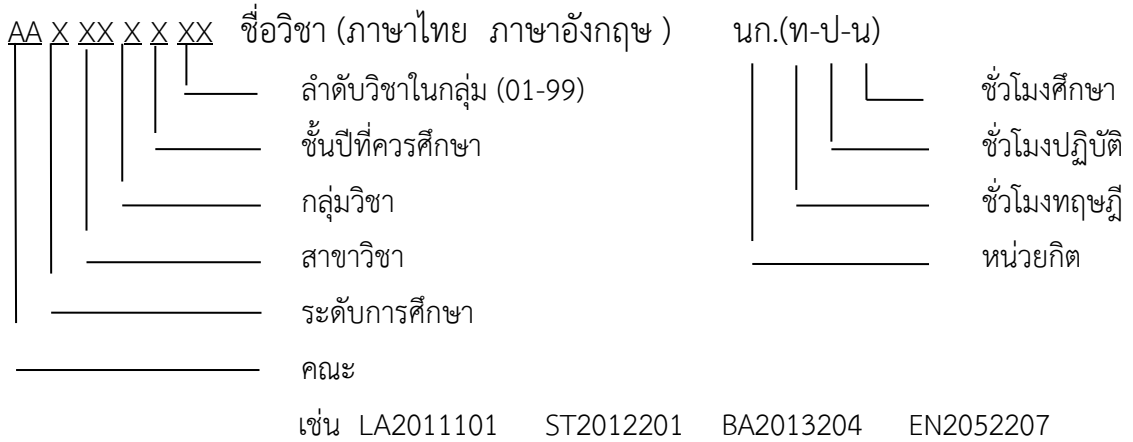 AA X XX X X XX ชื่อวิชา (ภาษาไทย ภาษาอังกฤษ ) นก.(ท-ป-น)
ลำดับวิชาในกลุ่ม (01-99) ชั่วโมงศึกษา
ชั้นปีที่ควรศึกษา ชั่วโมงปฏิบัติ
กลุ่มวิชา ชั่วโมงทฤษฎี
สาขาวิชา หน่วยกิต
ระดับการศึกษา
คณะ
เช่น LA2011101 ST2012201 BA2013204 EN2052207